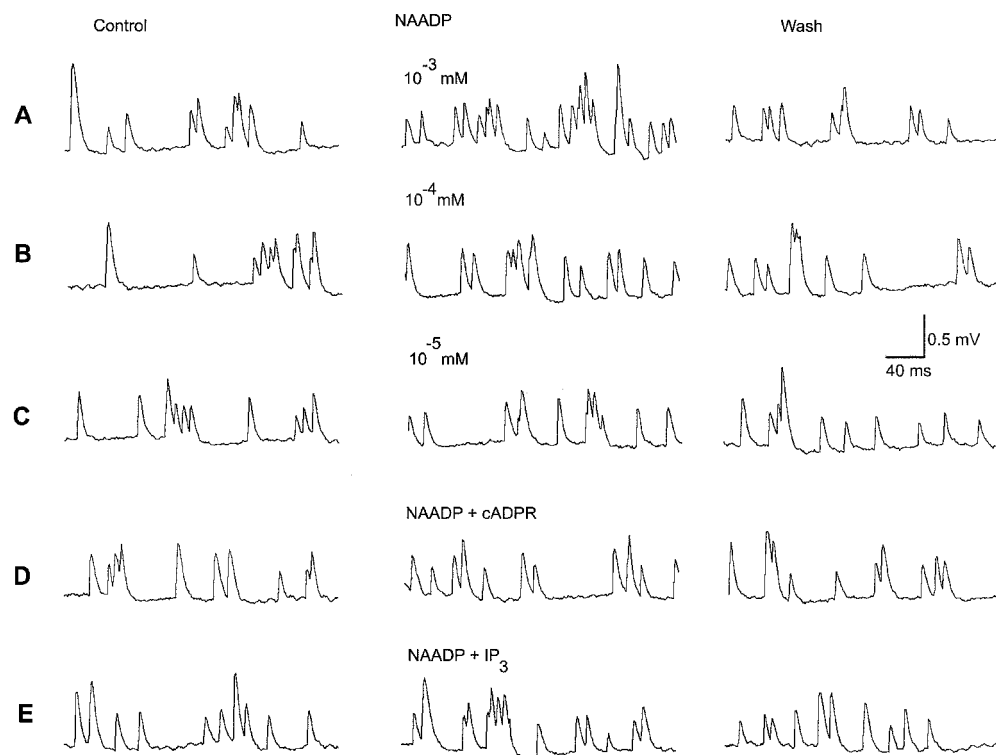 Control NAADP Wash
A 10⁻³ mM
B 10⁻⁴ mM
C 10⁻⁵ mM
0.5 mV
40 ms
NAADP + cADPR
D
NAADP + IP₃
E